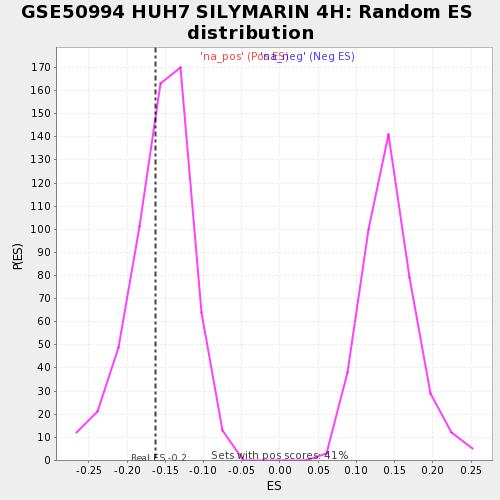 GSE50994 HUH7 SILYMARIN 4H: Random ES
distribution
'na_pos' (Pos ES) 'na_neg' (Neg ES)
170
160
150
140
130
120
110
100
90
80
70
60
50
40
30
20
10
0
P(ES)
Real ES -0.2
Sets with pos scores: 41%
-0.25 -0.20 -0.15 -0.10 -0.05 0.00 0.05 0.10 0.15 0.20 0.25
ES